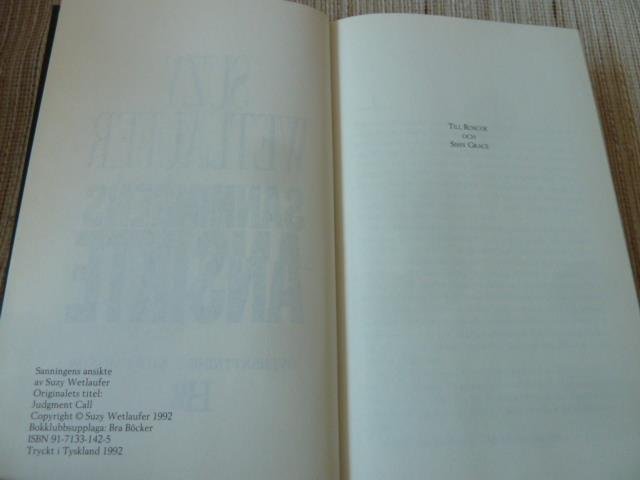 Sanningens ansikte
av Suzy Wetlaufer
Originalets titel:
Judgment Call
Copyright © Suzy Wetlaufer 1992
Bokklubbsupplaga: Bra Böcker
ISBN 91-7133-142-5
Tryckt i Tyskland 1992
TILL ROSCOE
OCH
SISSY GRACE